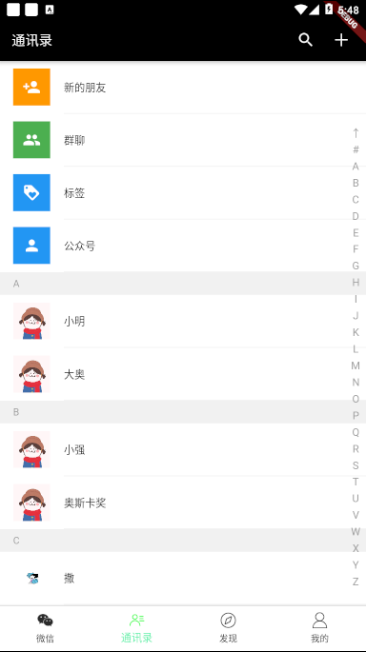 5:48
DEBUG
通讯录
新的朋友
群聊
标签
公众号
A
小明
大奥
B
小强
奥斯卡奖
C
撒
↑
#
A
B
C
D
E
F
G
H
I
J
K
L
M
N
O
P
Q
R
S
T
U
V
W
X
Y
Z
微信
通讯录
发现
我的